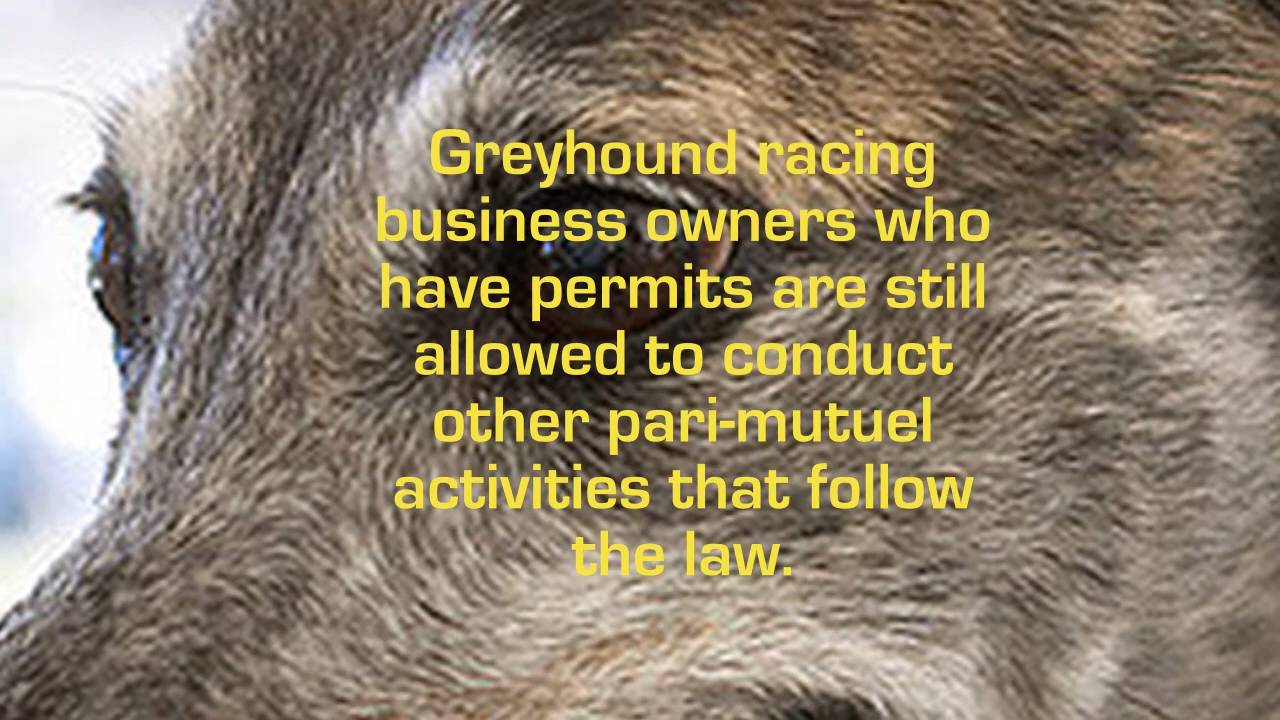 Greyhound racing
business owners who
have permits are still
allowed to conduct
other pari-mutuel
activities that follow
the law.